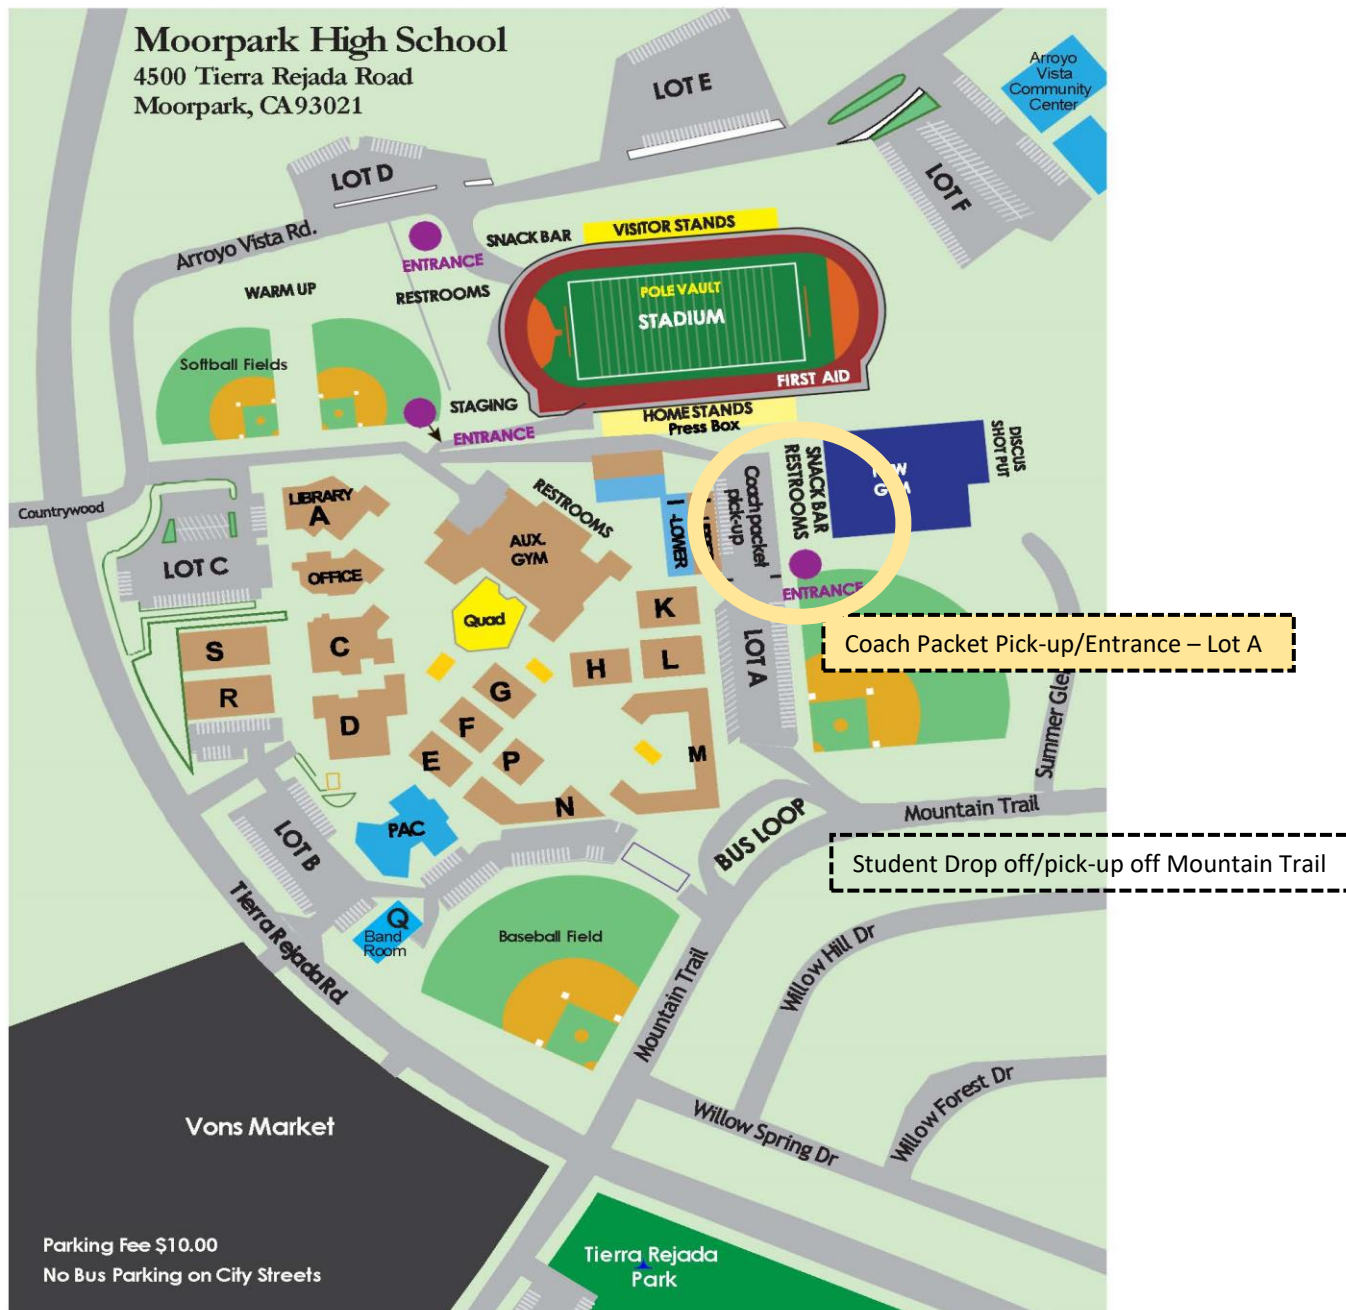 Moorpark High School
4500 Tierra Rejada Road
Moorpark, CA 93021
LOT E
Arroyo
Vista
Community
Center
LOT D
LOT F
Arroyo Vista Rd.
ENTRANCE
SNACK BAR
VISITOR STANDS
WARM UP
RESTROOMS
POLE VAULT
STADIUM
Softball Fields
FIRST AID
STAGING
ENTRANCE
HOME STANDS
Press Box
DISCUS
SHOT PUT
SNACK BAR
RESTROOMS
GYM
Coach packet
pick-up
Countrywood
LIBRARY
A
RESTROOMS
AUX.
GYM
I -LOWER
LOT C
OFFICE
ENTRANCE
K
Quad
LOT A
Coach Packet Pick-up/Entrance – Lot A
S
C
H
L
R
G
D
F
E
P
M
Summer Glen
N
Mountain Trail
PAC
BUS LOOP
LOT B
Student Drop off/pick-up off Mountain Trail
Q
Band
Room
Baseball Field
Tierra Rejada Rd.
Mountain Trail
Willow Hill Dr
Willow Forest Dr
Willow Spring Dr
Vons Market
Parking Fee $10.00
No Bus Parking on City Streets
Tierra Rejada
Park